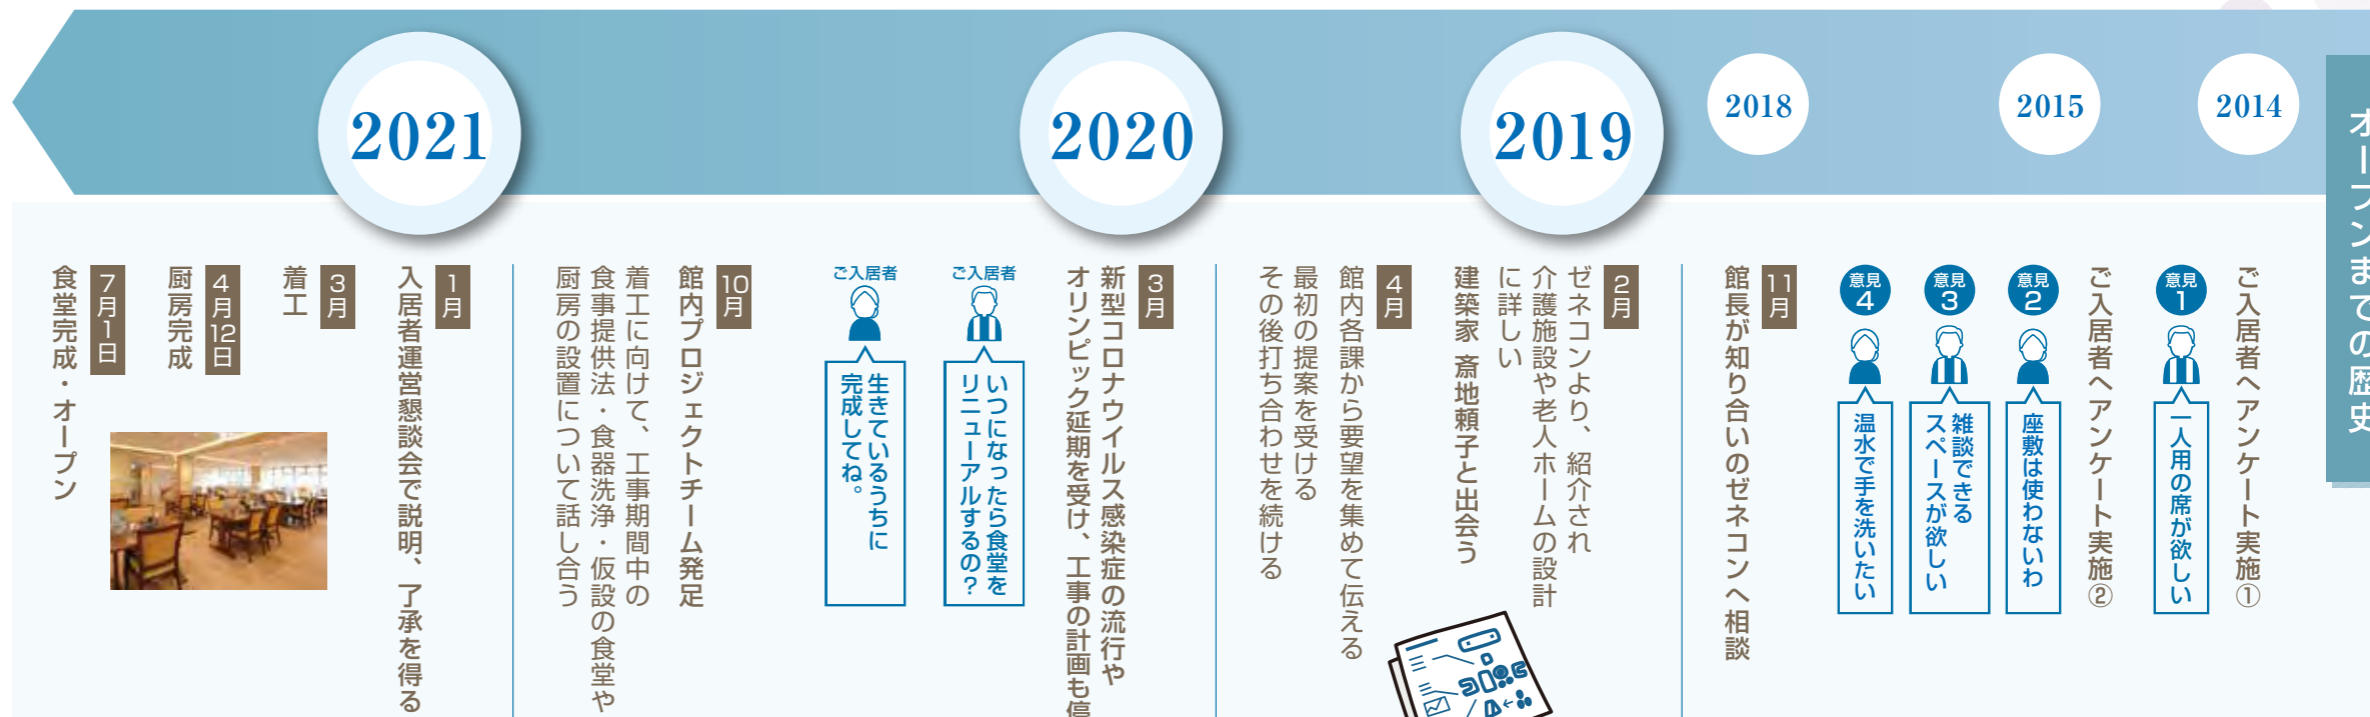 オープンまでの歴史
2014
ご入居者へアンケート実施①
意見1
一人用の席が欲しい
2015
ご入居者へアンケート実施②
意見2
座敷は使わないわ
意見3
雑談できる
スペースが欲しい
意見4
温水で手を洗いたい
2018
11月
館長が知り合いのゼネコンへ相談
2019
2月
ゼネコンより、紹介され
介護施設や老人ホームの設計
に詳しい
建築家 斎地頼子と出会う
4月
館内各課から要望を集めて伝える
最初の提案を受ける
その後打ち合わせを続ける
2020
3月
新型コロナウイルス感染症の流行や
オリンピック延期を受け、工事の計画も停
ご入居者
いつになったら食堂を
リニューアルするの？
ご入居者
生きているうちに
完成してね。
10月
館内プロジェクトチーム発足
着工に向けて、工事期間中の
食事提供法・食器洗浄・仮設の食堂や
厨房の設置について話し合う
2021
1月
入居者運営懇談会で説明、了承を得る
3月
着工
4月12日
厨房完成
7月1日
食堂完成・オープン